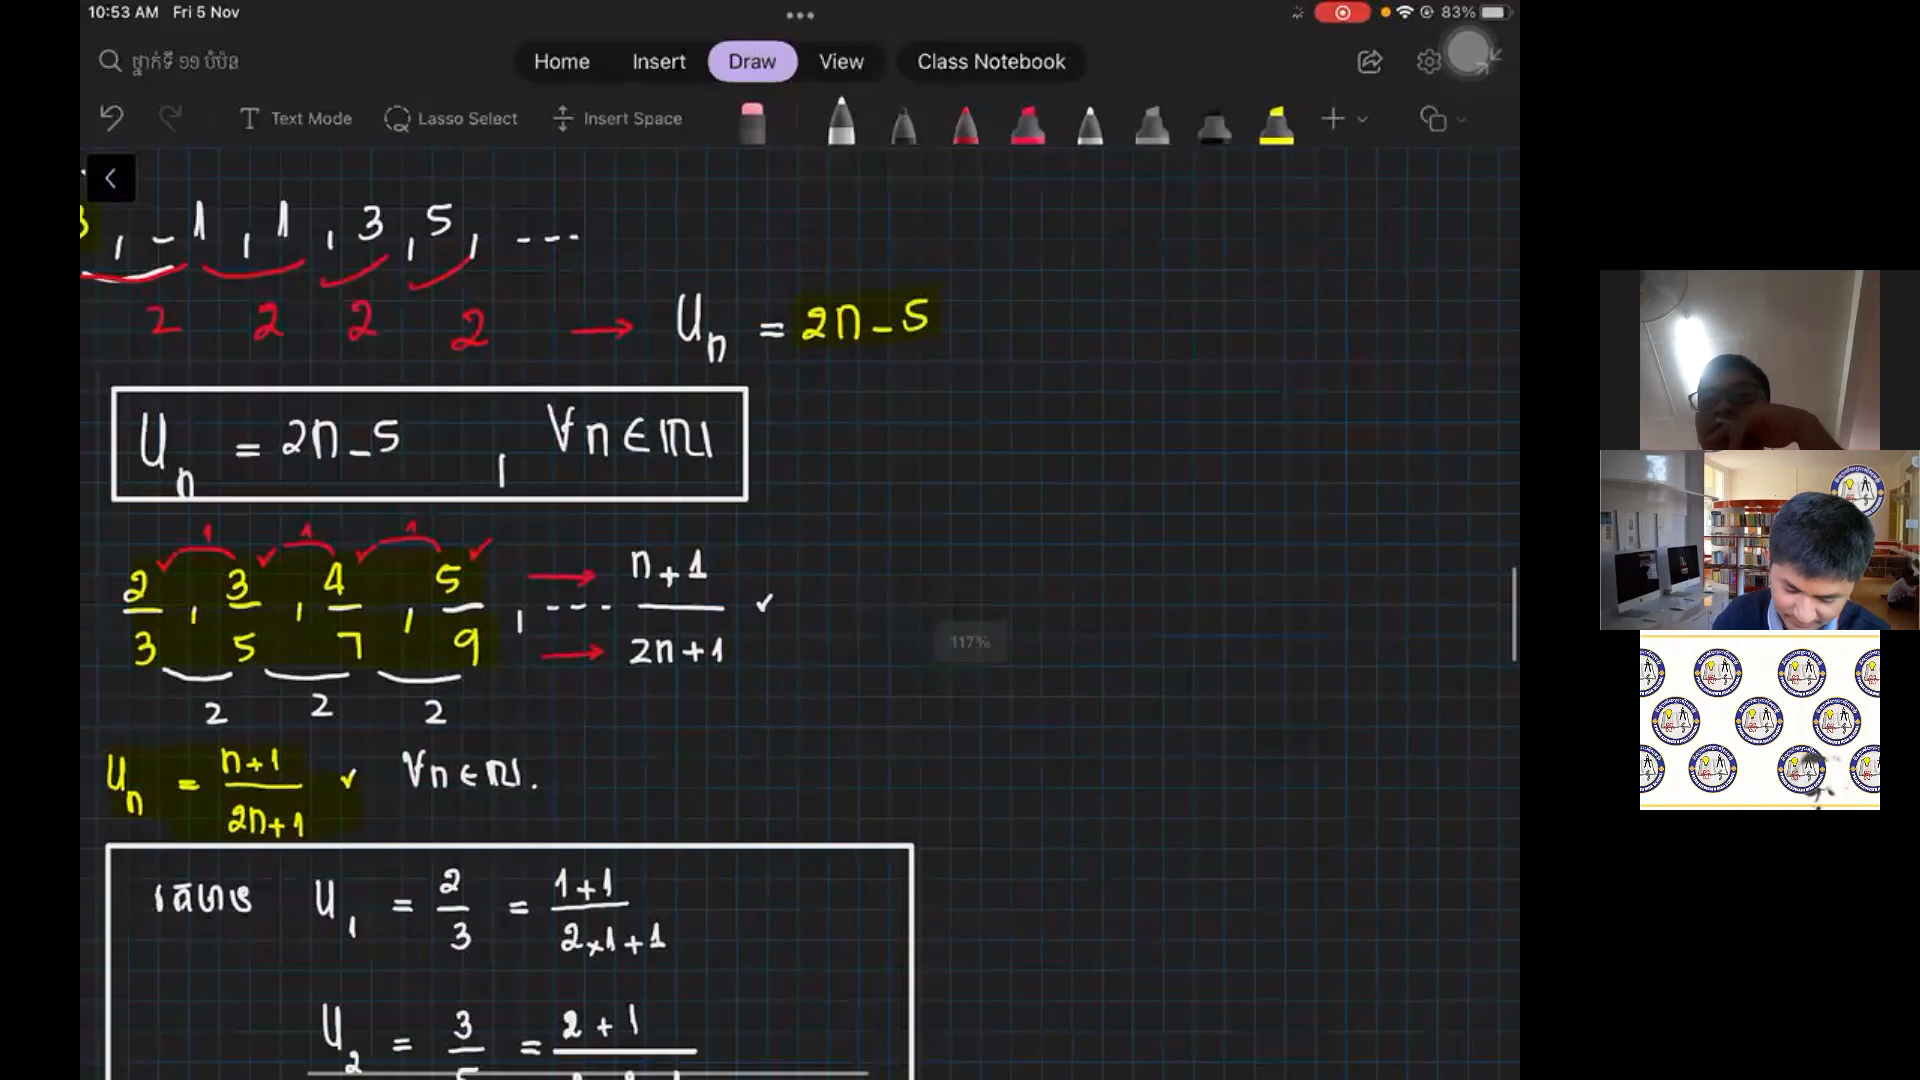 10:53 AM Fri 5 Nov
83%
ថ្នាក់ទី ១១ បំប៉ន
Home Insert Draw View Class Notebook
Text Mode Lasso Select Insert Space
, -1 , 1 , 3 , 5 , ---
2 2 2 2 → Uₙ = 2n - 5
Uₙ = 2n - 5 , ∀n ∈ ℕ
1 1 1
2/3 , 3/5 , 4/7 , 5/9 , --- (n+1)/(2n+1) ✓
2 2 2
Uₙ = (n+1)/(2n+1) ✓ ∀n ∈ ℕ.
117%
U₁ = 2/3 = (1+1)/(2×1+1)
U₂ = 3/5 = 2+1